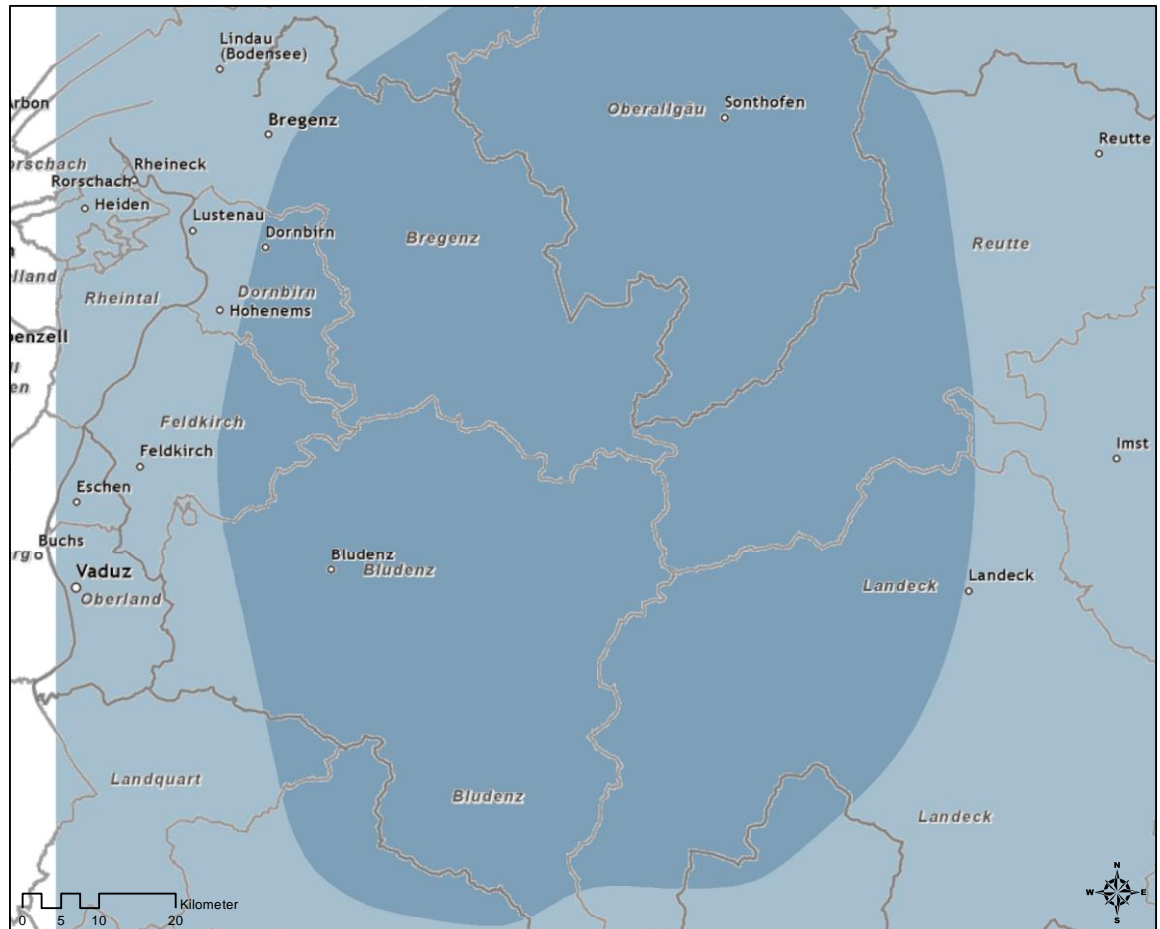 Lindau
(Bodensee)
Oberallgäu
Sonthofen
Bregenz
Reutte
Rheineck
Rorschach
Heiden
Lustenau
Dornbirn
Bregenz
Reutte
Rheintal
Dornbirn
Hohenems
Feldkirch
Feldkirch
Imst
Eschen
Buchs
Bludenz
Bludenz
Vaduz
Oberland
Landeck
Landeck
Landquart
Bludenz
Landeck
N
W E
S
Kilometer
0 5 10 20